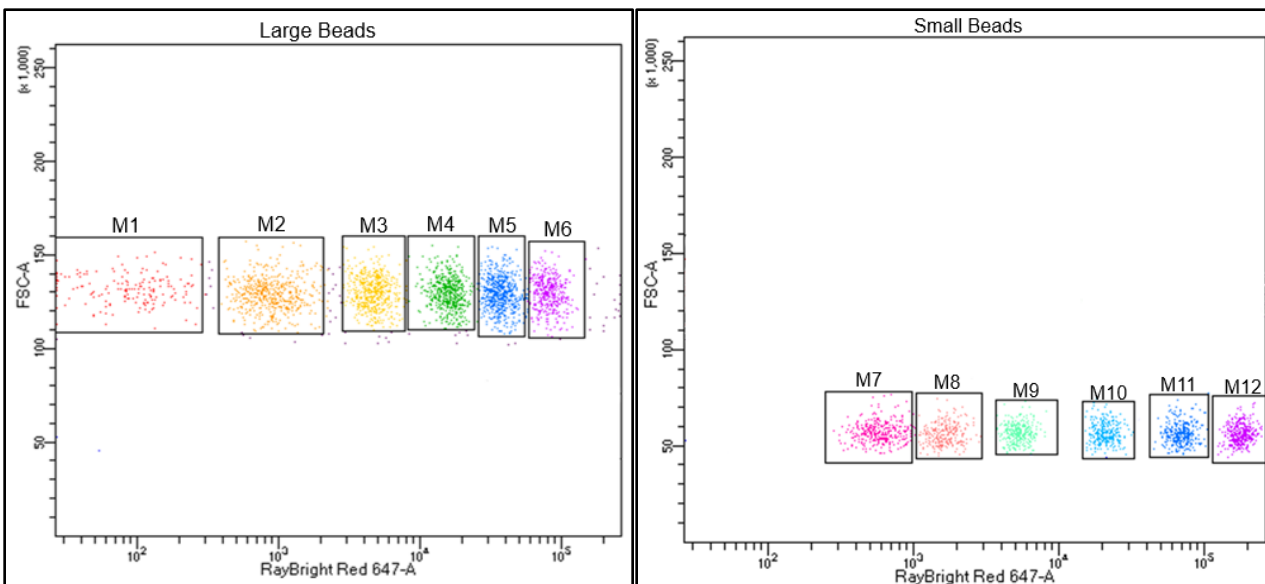 Large Beads
(x 1,000)
250
200
150
100
50
FSC-A
M1 M2 M3 M4 M5 M6
10² 10³ 10⁴ 10⁵
RayBright Red 647-A
Small Beads
(x 1,000)
250
200
150
100
50
FSC-A
M7 M8 M9 M10 M11 M12
10² 10³ 10⁴ 10⁵
RayBright Red 647-A